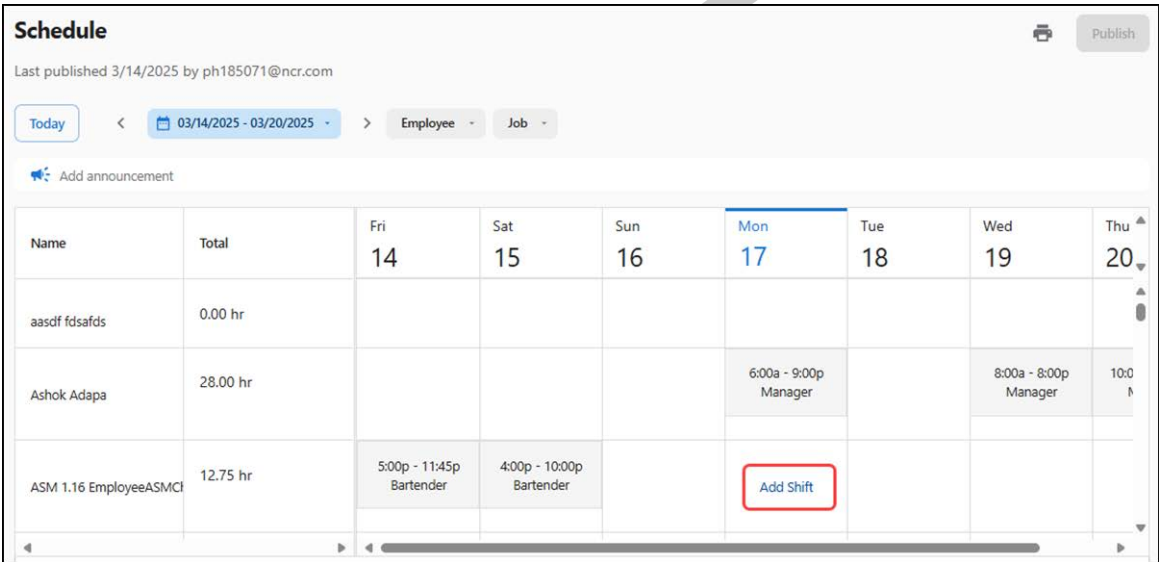 Schedule
Publish
Last published 3/14/2025 by ph185071@ncr.com
Today 03/14/2025 - 03/20/2025 Employee Job
Add announcement
Name Total Fri Sat Sun Mon Tue Wed Thu
14 15 16 17 18 19 20
aasdf fdsafds 0.00 hr
Ashok Adapa 28.00 hr
6:00a - 9:00p 8:00a - 8:00p 10:0
Manager Manager
ASM 1.16 EmployeeASMCh 12.75 hr
5:00p - 11:45p 4:00p - 10:00p
Bartender Bartender
Add Shift